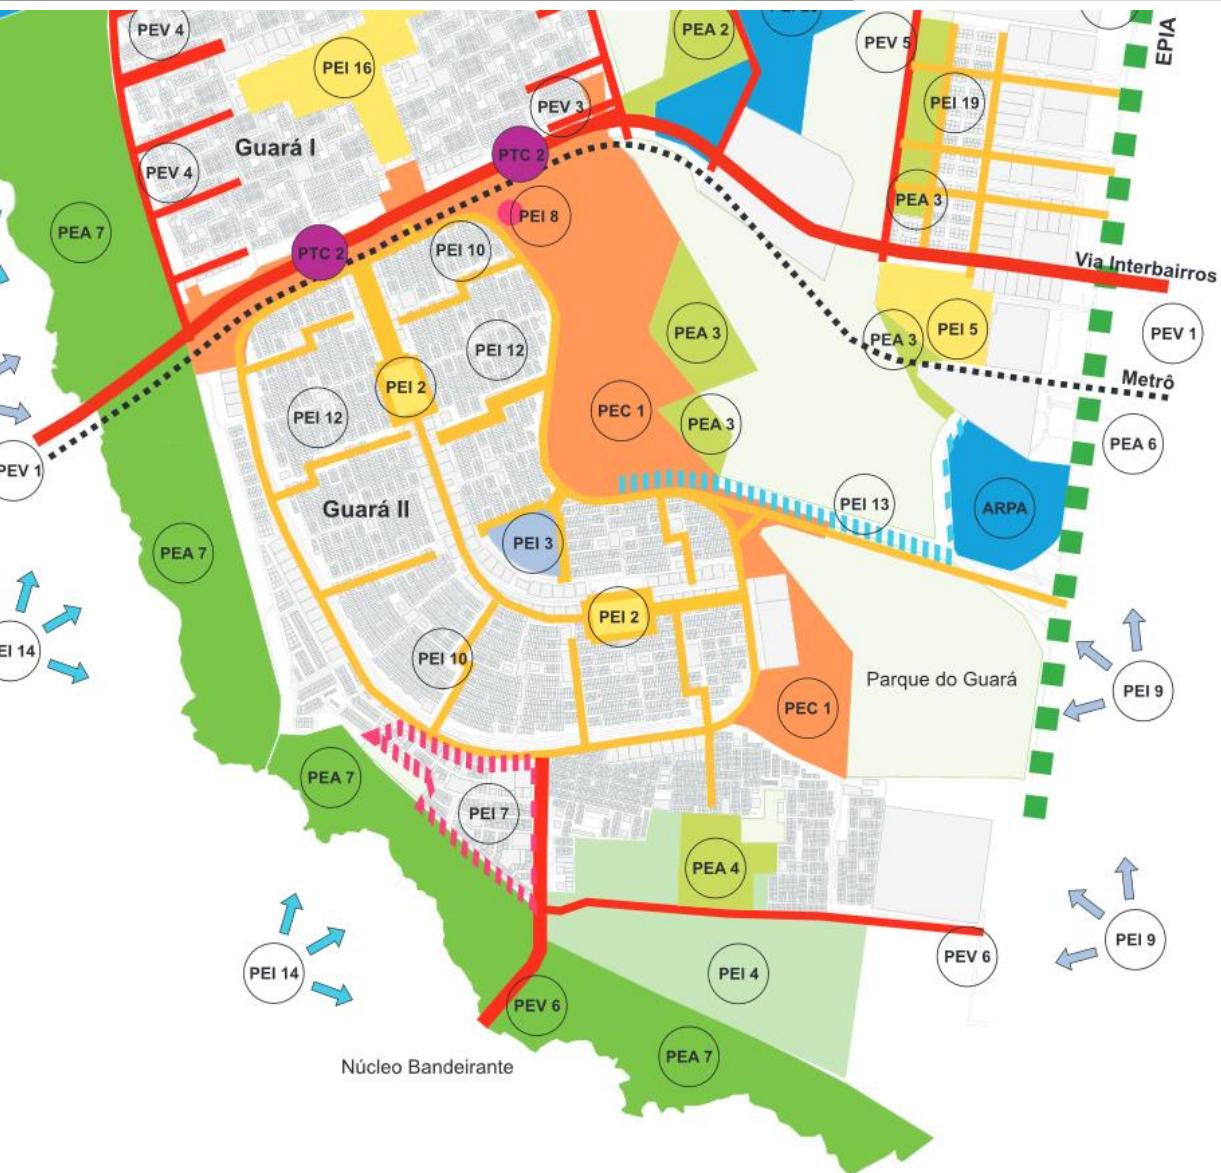 PEV 4
PEA 2
PEV 5
EPIA
PEI 16
PEV 3
PEI 19
Guará I
PTC 2
PEV 4
PEA 3
PEI 8
PEA 7
PEI 10
PTC 2
Via Interbairros
PEI 5
PEV 1
PEA 3
PEA 3
PEI 12
Metrô
PEI 2
PEC 1
PEI 12
PEA 3
PEA 6
PEV 1
PEI 13
ARPA
Guará II
PEI 3
PEA 7
PEI 2
EI 14
PEI 10
Parque do Guará
PEI 9
PEC 1
PEA 7
PEI 7
PEA 4
PEI 9
PEV 6
PEI 14
PEI 4
PEV 6
PEA 7
Núcleo Bandeirante